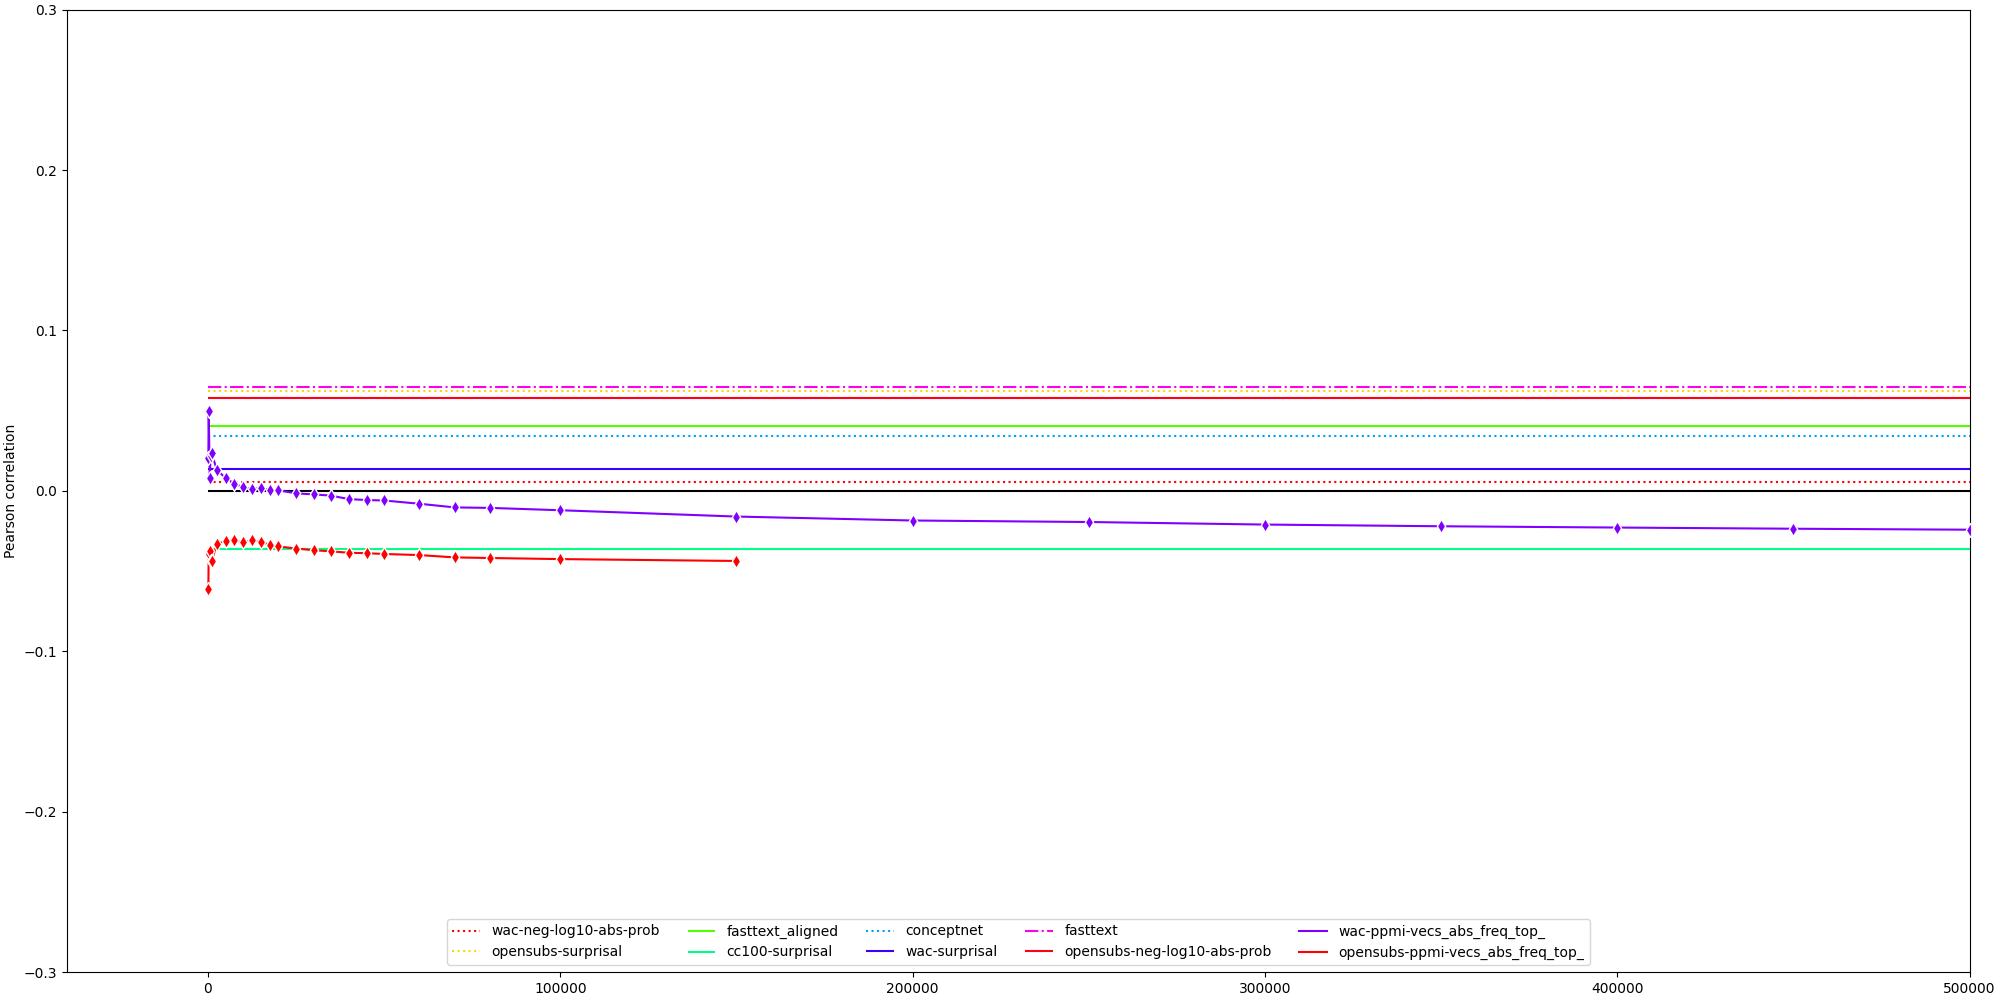 0.3
0.2
0.1
0.0
−0.1
−0.2
−0.3
Pearson correlation
wac-neg-log10-abs-prob
opensubs-surprisal
fasttext_aligned
cc100-surprisal
conceptnet
wac-surprisal
fasttext
opensubs-neg-log10-abs-prob
wac-ppmi-vecs_abs_freq_top_
opensubs-ppmi-vecs_abs_freq_top_
0
100000
200000
300000
400000
500000